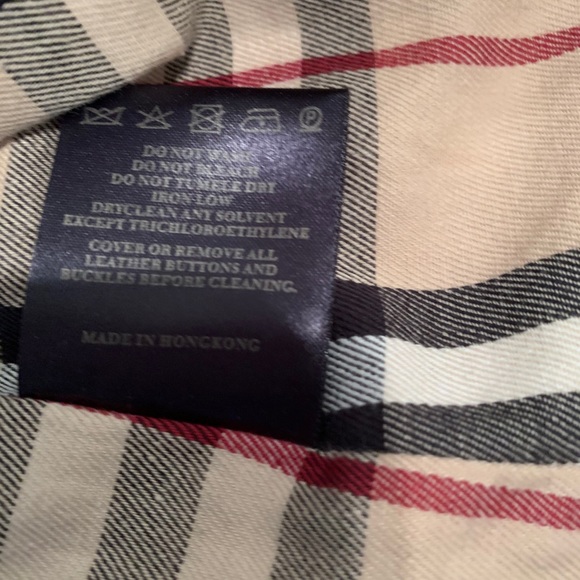 P
DO NOT WASH
DO NOT BLEACH
DO NOT TUMBLE DRY
IRON LOW
DRYCLEAN ANY SOLVENT
EXCEPT TRICHLOROETHYLENE
COVER OR REMOVE ALL
LEATHER BUTTONS AND
BUCKLES BEFORE CLEANING.
MADE IN HONGKONG